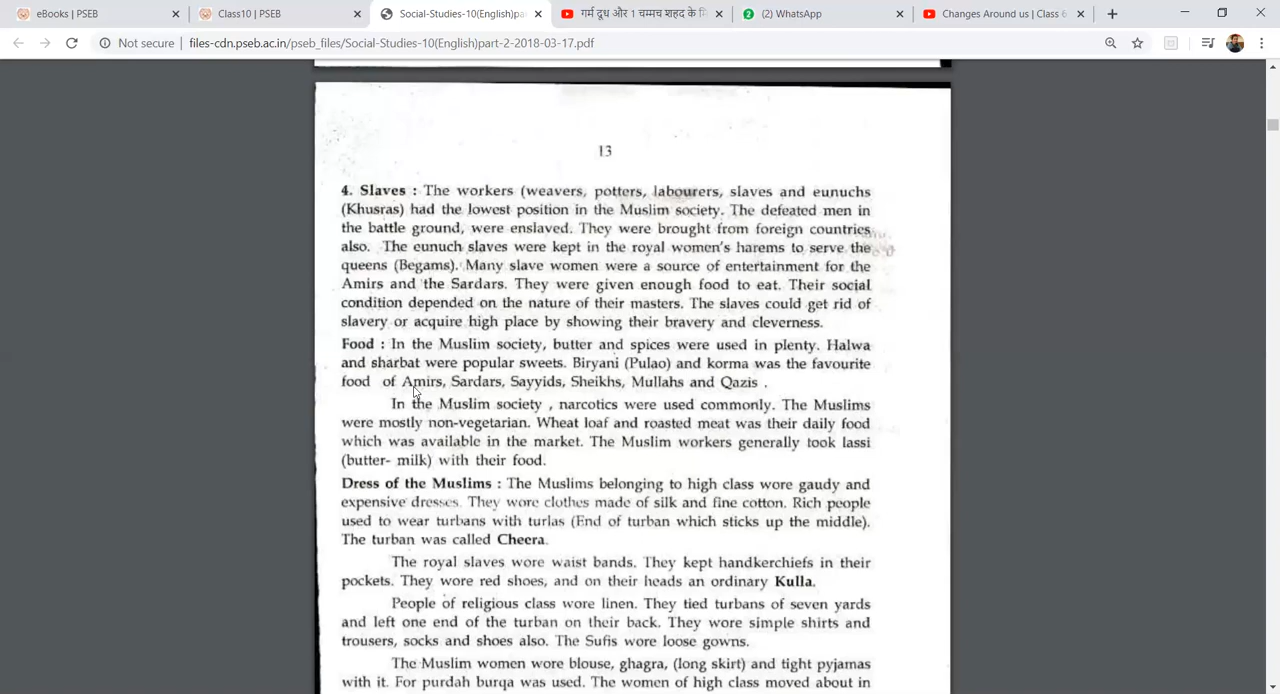 eBooks | PSEB
Class10 | PSEB
Social-Studies-10(English)par
गर्म दूध और 1 चम्मच शहद के मि
(2) WhatsApp
Changes Around us | Class 6
Not secure | files-cdn.pseb.ac.in/pseb_files/Social-Studies-10(English)part-2-2018-03-17.pdf
13
4. Slaves : The workers (weavers, potters, labourers, slaves and eunuchs
(Khusras) had the lowest position in the Muslim society. The defeated men in
the battle ground, were enslaved. They were brought from foreign countries
also. The eunuch slaves were kept in the royal women's harems to serve the
queens (Begams). Many slave women were a source of entertainment for the
Amirs and the Sardars. They were given enough food to eat. Their social
condition depended on the nature of their masters. The slaves could get rid of
slavery or acquire high place by showing their bravery and cleverness.
Food : In the Muslim society, butter and spices were used in plenty. Halwa
and sharbat were popular sweets. Biryani (Pulao) and korma was the favourite
food of Amirs, Sardars, Sayyids, Sheikhs, Mullahs and Qazis .
In the Muslim society , narcotics were used commonly. The Muslims
were mostly non-vegetarian. Wheat loaf and roasted meat was their daily food
which was available in the market. The Muslim workers generally took lassi
(butter- milk) with their food.
Dress of the Muslims : The Muslims belonging to high class wore gaudy and
expensive dresses. They wore clothes made of silk and fine cotton. Rich people
used to wear turbans with turlas (End of turban which sticks up the middle).
The turban was called Cheera.
The royal slaves wore waist bands. They kept handkerchiefs in their
pockets. They wore red shoes, and on their heads an ordinary Kulla.
People of religious class wore linen. They tied turbans of seven yards
and left one end of the turban on their back. They wore simple shirts and
trousers, socks and shoes also. The Sufis wore loose gowns.
The Muslim women wore blouse, ghagra, (long skirt) and tight pyjamas
with it. For purdah burqa was used. The women of high class moved about in